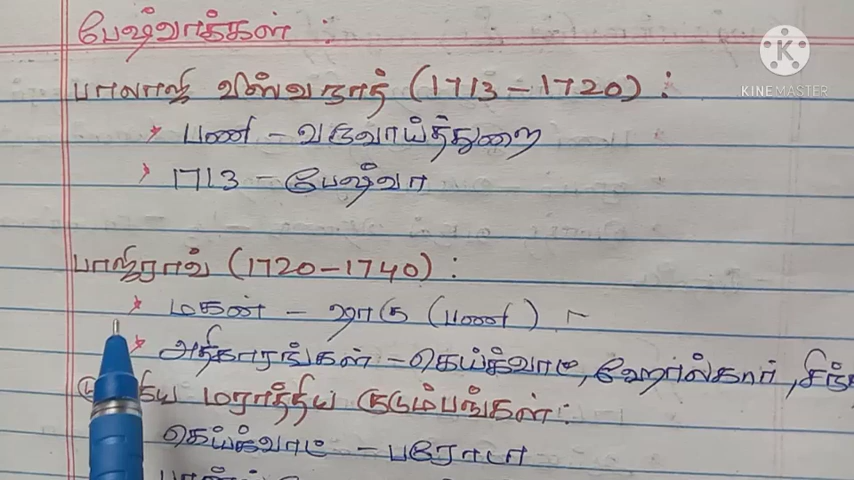 பேஷ்வாக்கள் :
KINEMASTER
பாலாஜி விஸ்வநாத் (1713 – 1720) :
* பணி – வருவாய்த்துறை
* 1713 – பேஷ்வா
பாஜிராவ் (1720–1740) :
* மகன் – ஷாகு (பணி)
* அதிகாரங்கள் – கெய்க்வாட், ஹோல்கார்,
மராத்திய குடும்பங்கள் :
கெய்க்வாட் – பரோடா